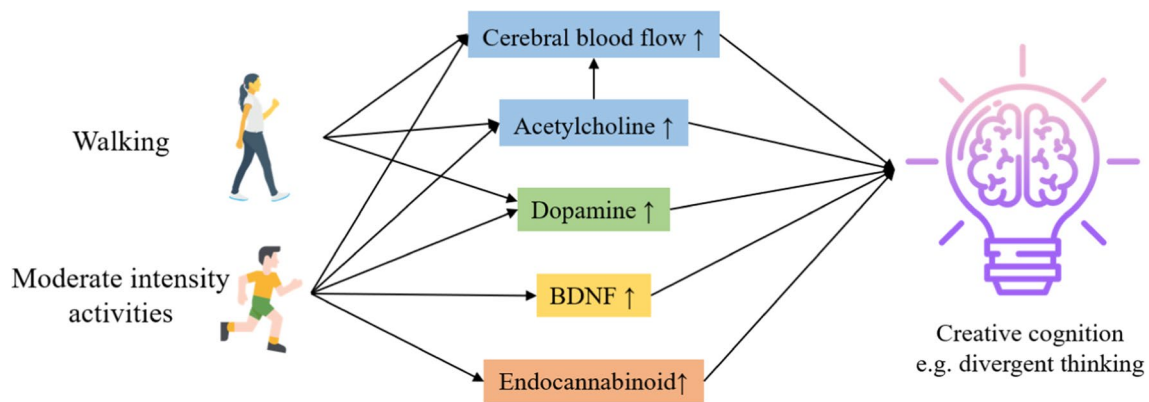 Cerebral blood flow ↑
Acetylcholine ↑
Walking
Dopamine ↑
Moderate intensity
activities
BDNF ↑
Endocannabinoid↑
Creative cognition
e.g. divergent thinking